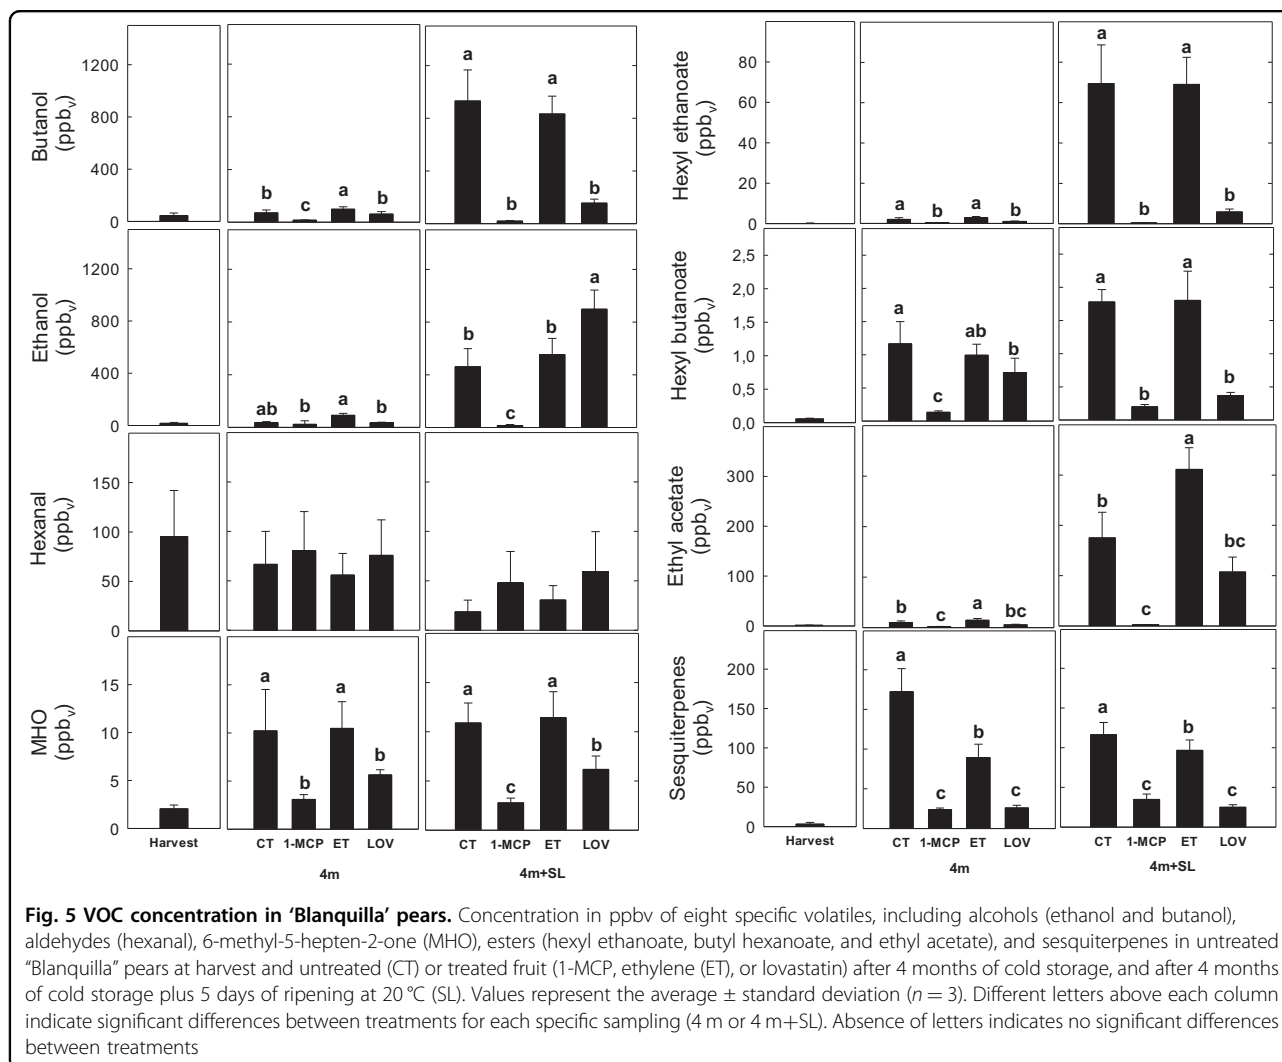 Butanol
(ppbv)
1200
800
400
0
b
c
a
b
a
b
a
b
Ethanol
(ppbv)
1200
800
400
0
ab
b
a
b
b
c
b
a
Hexanal
(ppbv)
150
100
50
0
MHO
(ppbv)
15
10
5
0
a
b
a
b
a
c
a
b
Harvest
CT 1-MCP ET LOV
4m
CT 1-MCP ET LOV
4m+SL
Hexyl ethanoate
(ppbv)
80
60
40
20
0
a
b
a
b
a
b
a
b
Hexyl butanoate
(ppbv)
2,5
2,0
1,5
1,0
0,5
0,0
a
c
ab
b
a
b
a
b
Ethyl acetate
(ppbv)
300
200
100
0
b
c
a
bc
b
c
a
bc
Sesquiterpenes
(ppbv)
200
150
100
50
0
a
c
b
c
a
c
b
c
Harvest
CT 1-MCP ET LOV
4m
CT 1-MCP ET LOV
4m+SL
Fig. 5 VOC concentration in ‘Blanquilla’ pears. Concentration in ppbv of eight specific volatiles, including alcohols (ethanol and butanol),
aldehydes (hexanal), 6-methyl-5-hepten-2-one (MHO), esters (hexyl ethanoate, butyl hexanoate, and ethyl acetate), and sesquiterpenes in untreated
“Blanquilla” pears at harvest and untreated (CT) or treated fruit (1-MCP, ethylene (ET), or lovastatin) after 4 months of cold storage, and after 4 months
of cold storage plus 5 days of ripening at 20 °C (SL). Values represent the average ± standard deviation (n = 3). Different letters above each column
indicate significant differences between treatments for each specific sampling (4 m or 4 m+SL). Absence of letters indicates no significant differences
between treatments